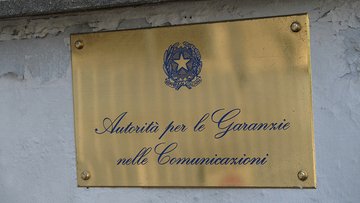 Autorità per le Garanzie
nelle Comunicazioni